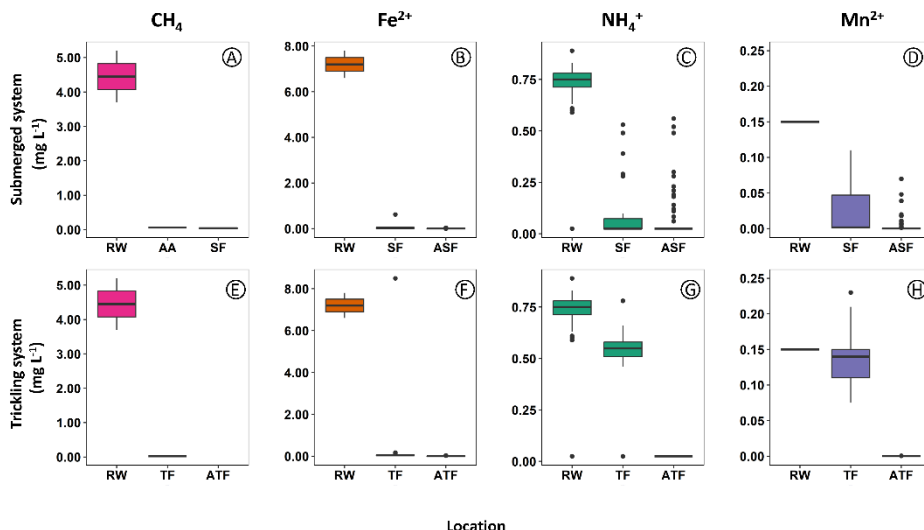 CH₄ Fe²⁺ NH₄⁺ Mn²⁺
Submerged system
(mg L⁻¹)
A
5.00
4.00
3.00
2.00
1.00
0.00
RW AA SF
B
8.00
6.00
4.00
2.00
0.00
RW SF ASF
C
0.75
0.50
0.25
0.00
RW SF ASF
D
0.25
0.20
0.15
0.10
0.05
0.00
RW SF ASF
Trickling system
(mg L⁻¹)
E
5.00
4.00
3.00
2.00
1.00
0.00
RW TF ATF
F
8.00
6.00
4.00
2.00
0.00
RW TF ATF
G
0.75
0.50
0.25
0.00
RW TF ATF
H
0.25
0.20
0.15
0.10
0.05
0.00
RW TF ATF
Location